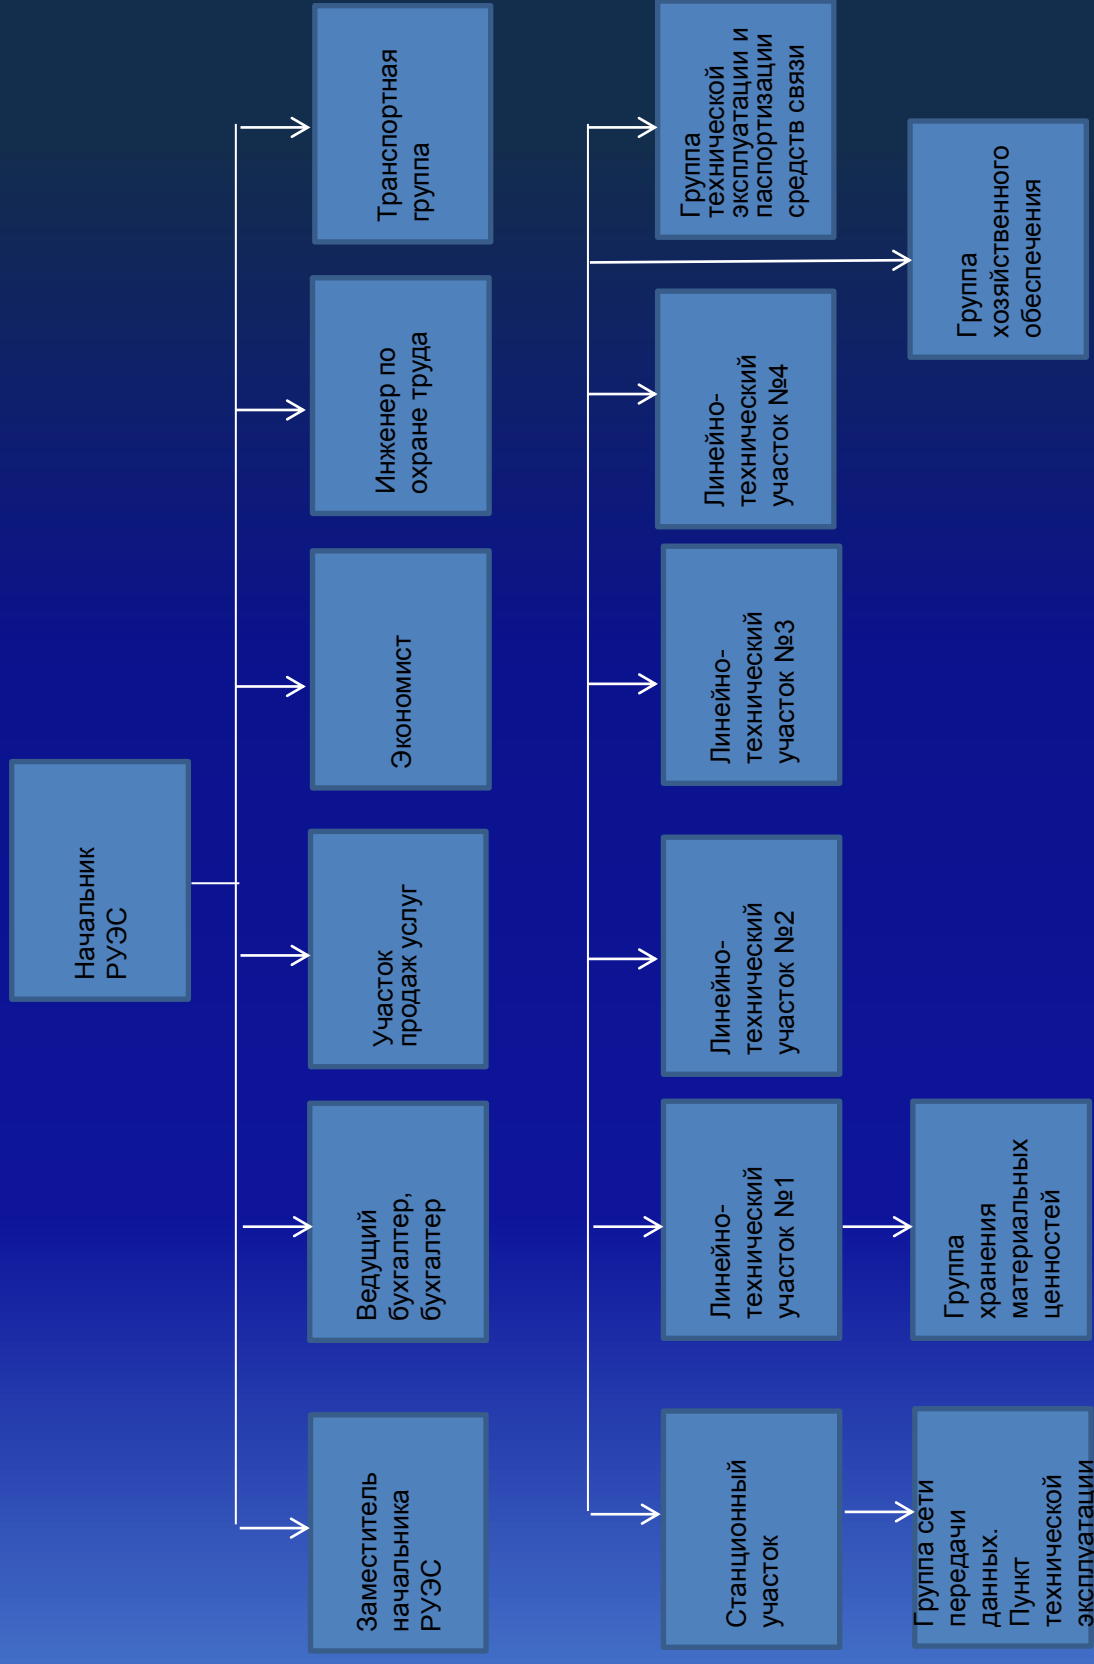 Начальник
РУЭС
Заместитель
начальника
РУЭС
Ведущий
бухгалтер,
бухгалтер
Участок
продаж услуг
Экономист
Инженер по
охране труда
Транспортная
группа
Станционный
участок
Линейно-
технический
участок №1
Линейно-
технический
участок №2
Линейно-
технический
участок №3
Линейно-
технический
участок №4
Группа
технической
эксплуатации и
паспортизации
средств связи
Группа сети
передачи
данных.
Пункт
технической
эксплуатации
Группа
хранения
материальных
ценностей
Группа
хозяйственного
обеспечения